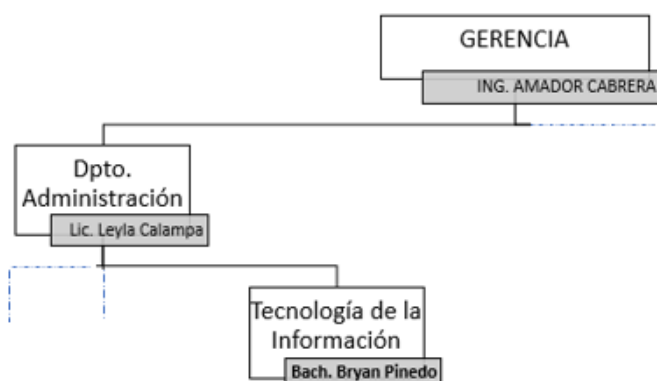 GERENCIA
ING. AMADOR CABRERA
Dpto.
Administración
Lic. Leyla Calampa
Tecnología de la
Información
Bach. Bryan Pinedo